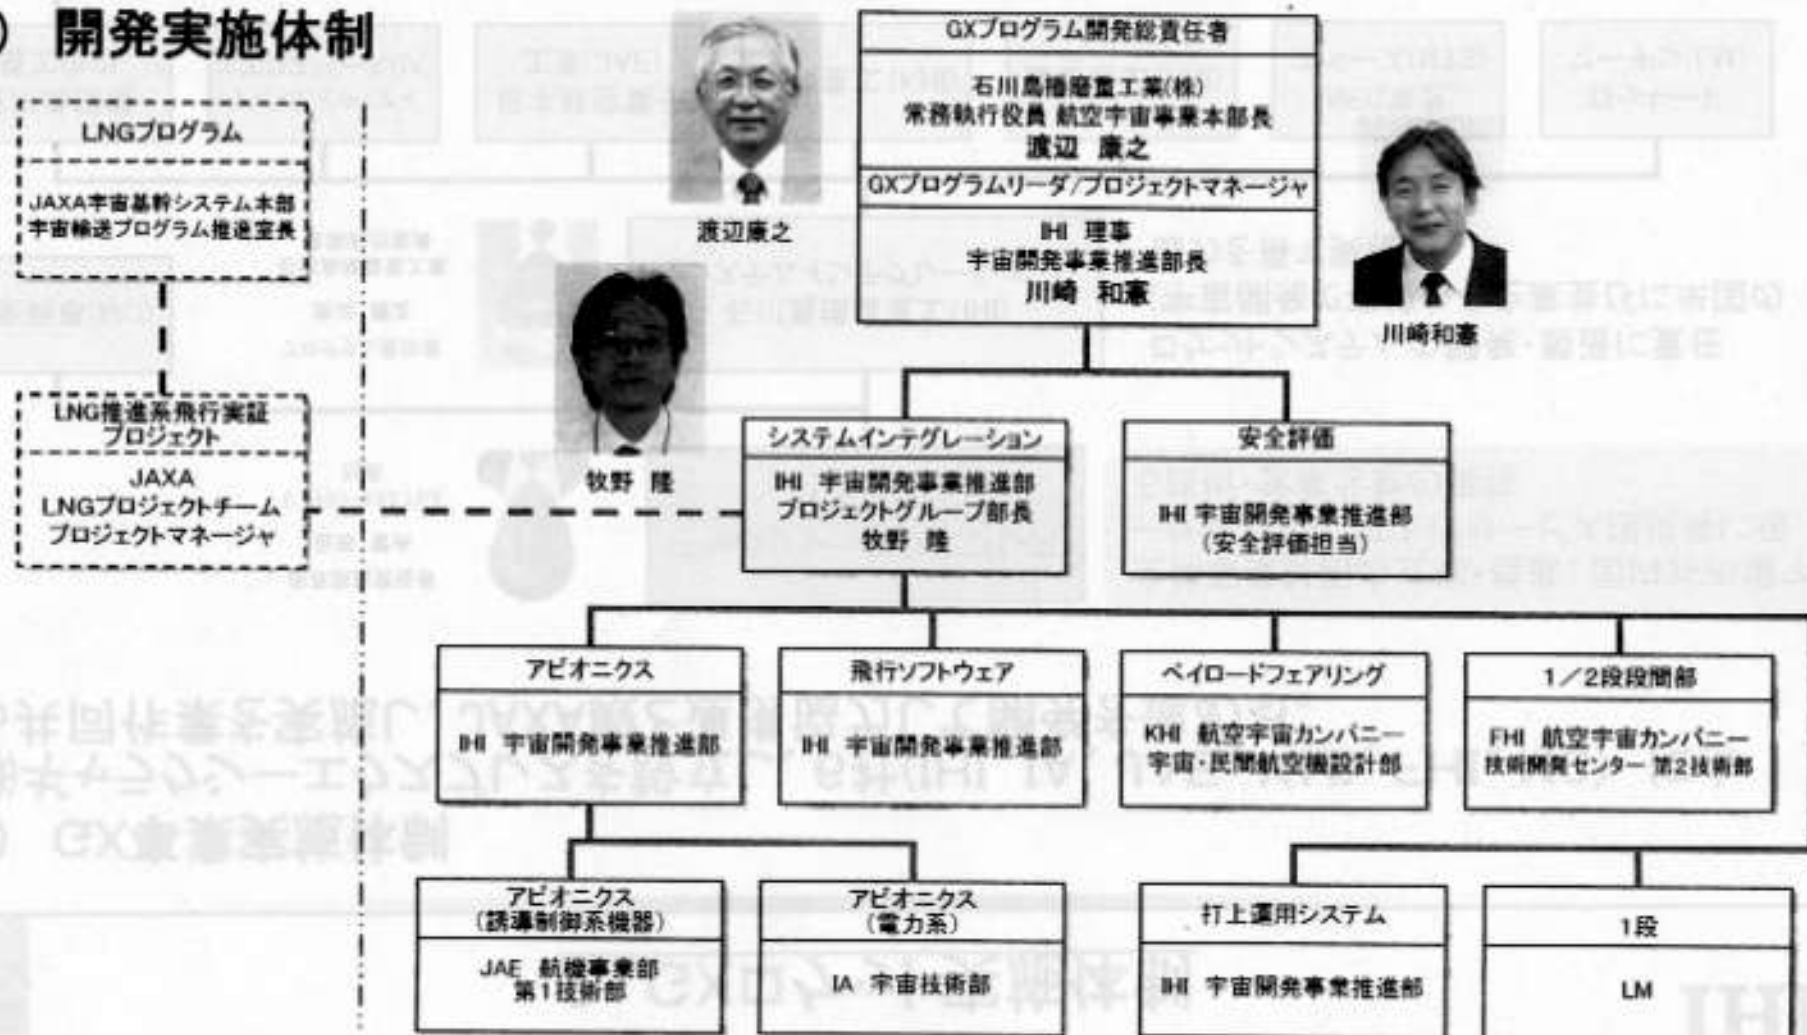 ) 開発実施体制
LNGプログラム
JAXA宇宙基幹システム本部
宇宙輸送プログラム推進室長
LNG推進系飛行実証
プロジェクト
JAXA
LNGプロジェクトチーム
プロジェクトマネージャ
渡辺康之
GXプログラム開発総責任者
石川島播磨重工業(株)
常務執行役員 航空宇宙事業本部長
渡辺 康之
GXプログラムリーダ/プロジェクトマネージャ
IHI 理事
宇宙開発事業推進部長
川崎 和憲
川崎和憲
牧野 隆
システムインテグレーション
IHI 宇宙開発事業推進部
プロジェクトグループ部長
牧野 隆
安全評価
IHI 宇宙開発事業推進部
(安全評価担当)
アビオニクス
IHI 宇宙開発事業推進部
飛行ソフトウェア
IHI 宇宙開発事業推進部
ペイロードフェアリング
KHI 航空宇宙カンパニー
宇宙・民間航空機設計部
1/2段段間部
FHI 航空宇宙カンパニー
技術開発センター 第2技術部
アビオニクス
(誘導制御系機器)
JAE 航機事業部
第1技術部
アビオニクス
(電力系)
IA 宇宙技術部
打上運用システム
IHI 宇宙開発事業推進部
1段
LM